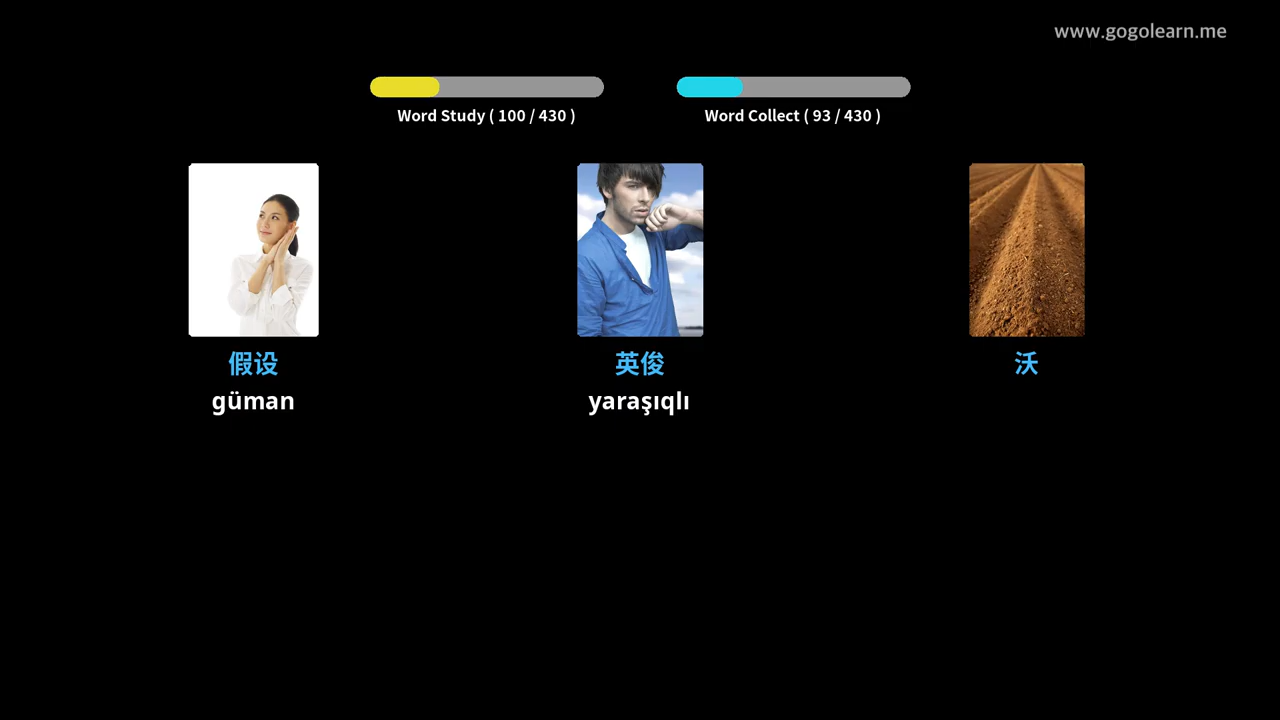 www.gogolearn.me
Word Study ( 100 / 430 )
Word Collect ( 93 / 430 )
假设
güman
英俊
yaraşıqlı
沃